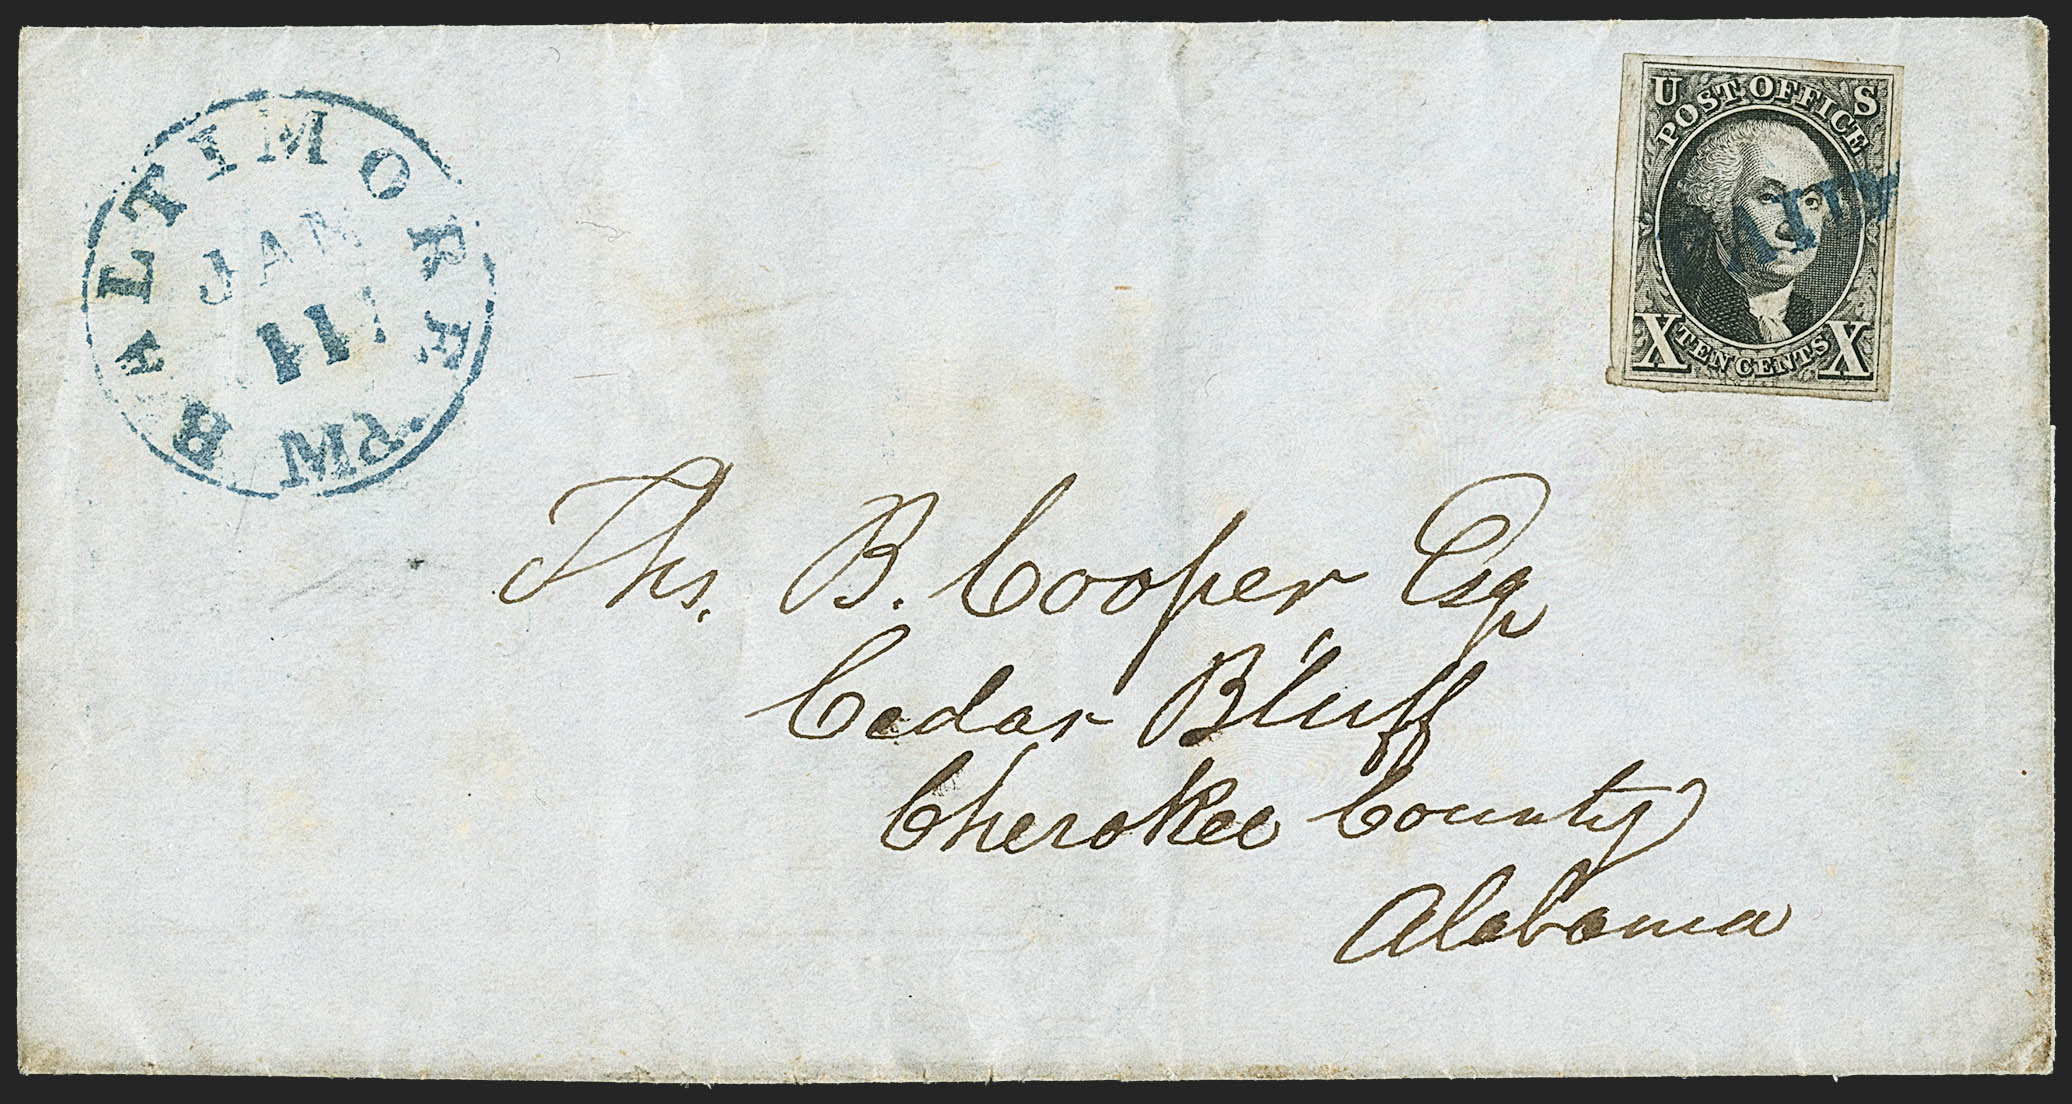 BALTIMORE
JAN
11
Md.
U S
POST OFFICE
X TEN CENTS X
Ths. B. Cooper Esq
Cedar Bluff
Cherokee County
Alabama